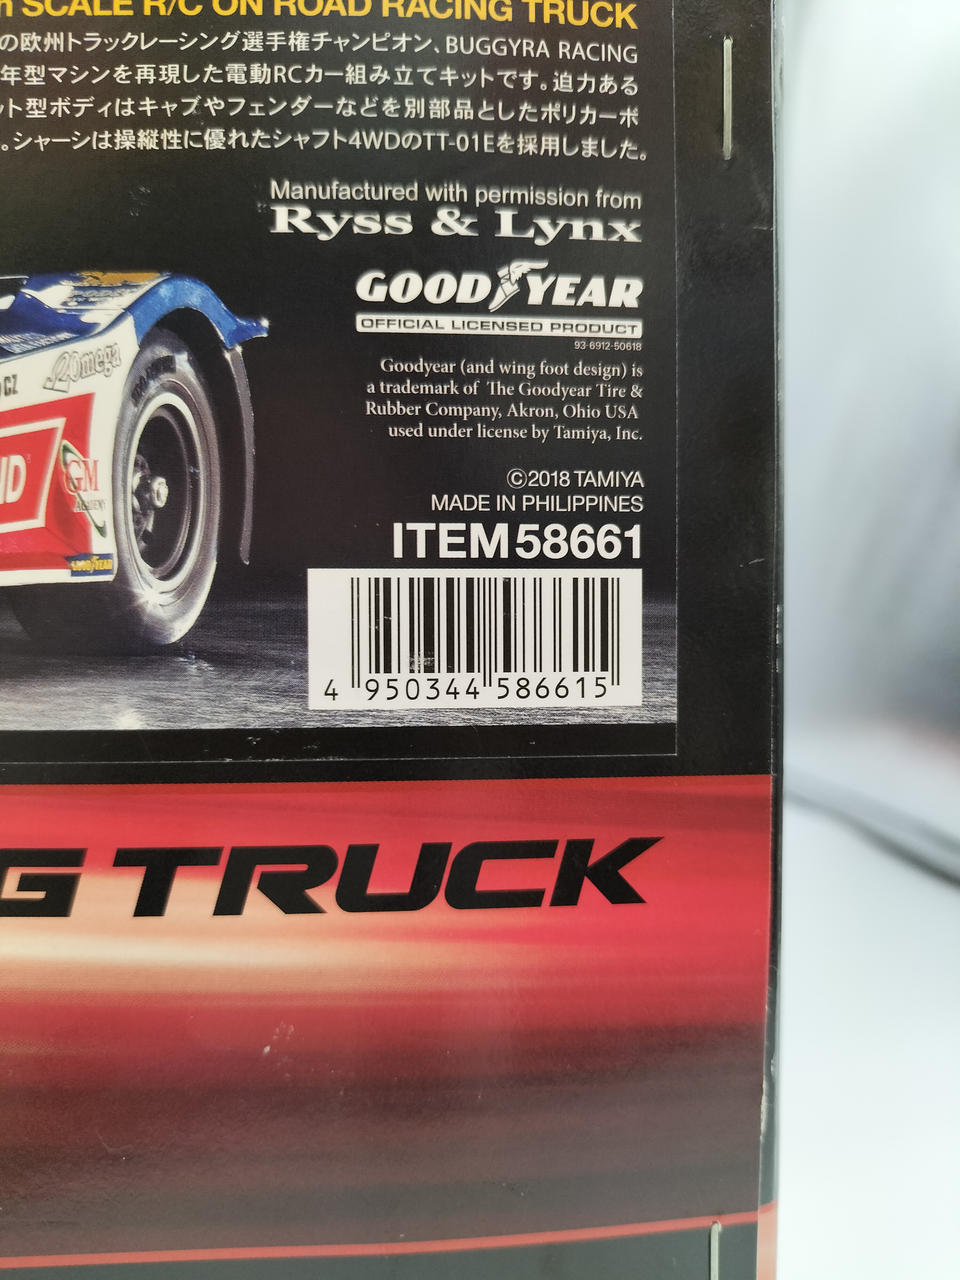 SCALE R/C ON ROAD RACING TRUCK
の欧州トラックレーシング選手権チャンピオン、BUGGYRA RACING
年型マシンを再現した電動RCカー組み立てキットです。迫力ある
ット型ボディはキャブやフェンダーなどを別部品としたポリカーボ
。シャーシは操縦性に優れたシャフト4WDのTT-01Eを採用しました。
Manufactured with permission from
Ryss & Lynx
GOODYEAR
OFFICIAL LICENSED PRODUCT
93-6912-50618
Goodyear (and wing foot design) is
a trademark of The Goodyear Tire &
Rubber Company, Akron, Ohio USA
used under license by Tamiya, Inc.
Omega
CZ
GM
ACADEMY
GOODYEAR
©2018 TAMIYA
MADE IN PHILIPPINES
ITEM 58661
4 950344 586615
G TRUCK